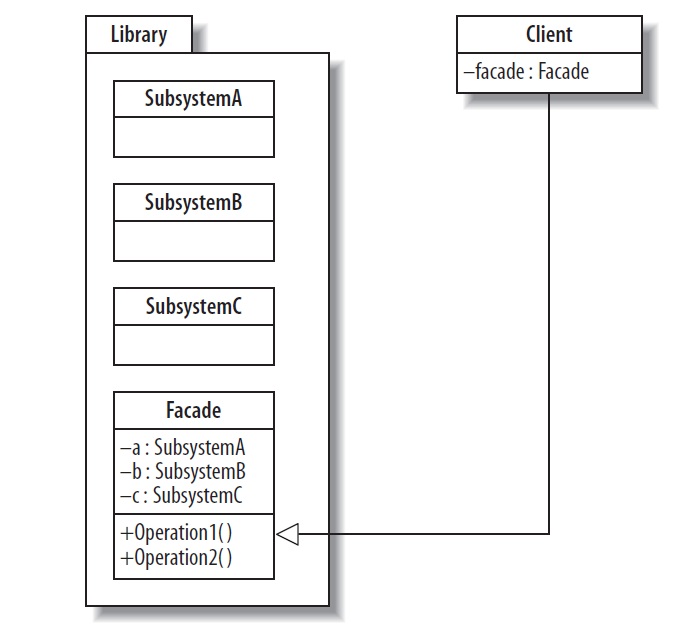 Library
SubsystemA
SubsystemB
SubsystemC
Facade
–a : SubsystemA
–b : SubsystemB
–c : SubsystemC
+Operation1( )
+Operation2( )
Client
–facade : Facade